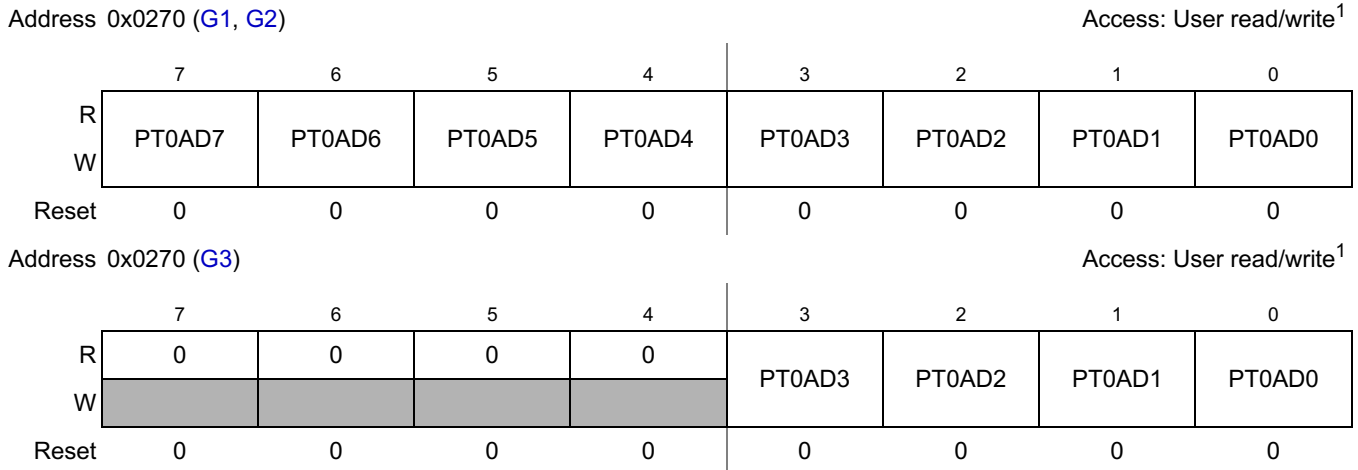 Address 0x0270 (G1, G2) Access: User read/write1
7 6 5 4 3 2 1 0
R
PT0AD7 PT0AD6 PT0AD5 PT0AD4 PT0AD3 PT0AD2 PT0AD1 PT0AD0
W
Reset 0 0 0 0 0 0 0 0
Address 0x0270 (G3) Access: User read/write1
7 6 5 4 3 2 1 0
R 0 0 0 0
PT0AD3 PT0AD2 PT0AD1 PT0AD0
W
Reset 0 0 0 0 0 0 0 0